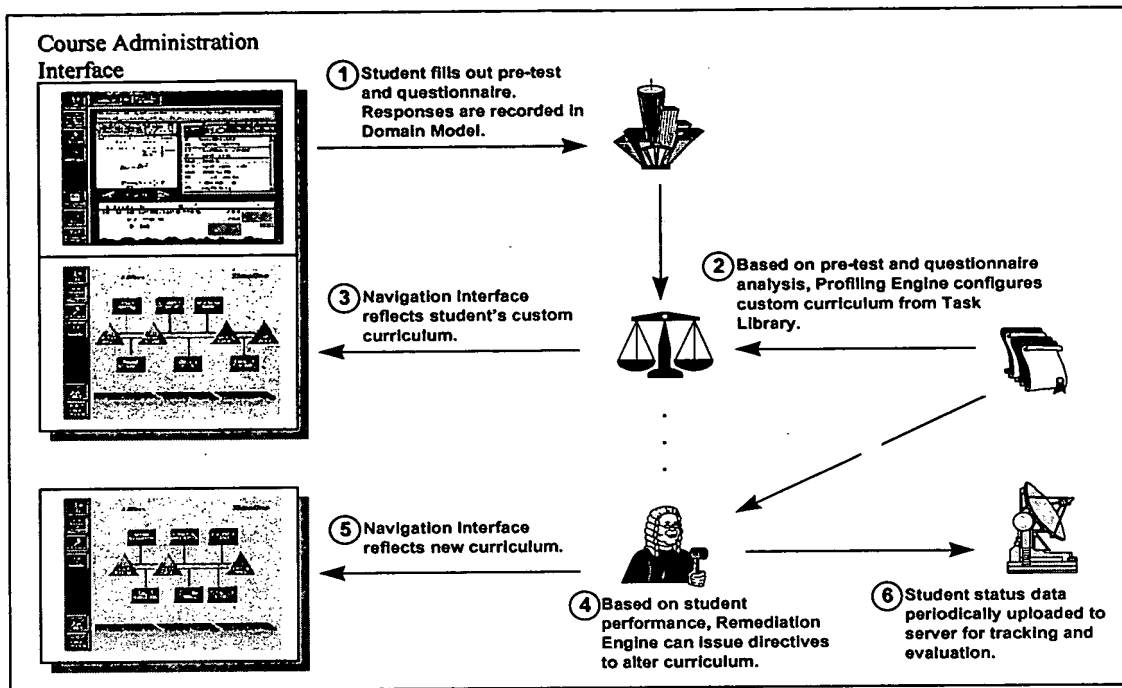 Course Administration
Interface
1 Student fills out pre-test
and questionnaire.
Responses are recorded in
Domain Model.
2 Based on pre-test and questionnaire
analysis, Profiling Engine configures
custom curriculum from Task
Library.
3 Navigation Interface
reflects student's custom
curriculum.
5 Navigation Interface
reflects new curriculum.
4 Based on student
performance, Remediation
Engine can issue directives
to alter curriculum.
6 Student status data
periodically uploaded to
server for tracking and
evaluation.